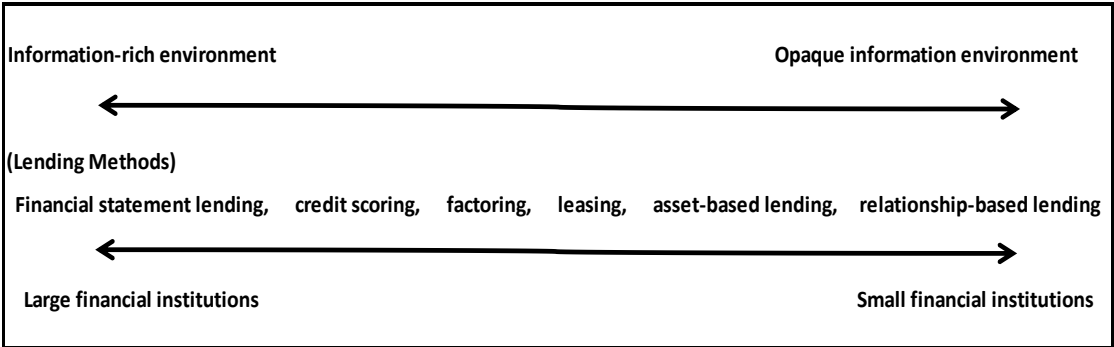 Information-rich environment Opaque information environment
(Lending Methods)
Financial statement lending, credit scoring, factoring, leasing, asset-based lending, relationship-based lending
Large financial institutions Small financial institutions